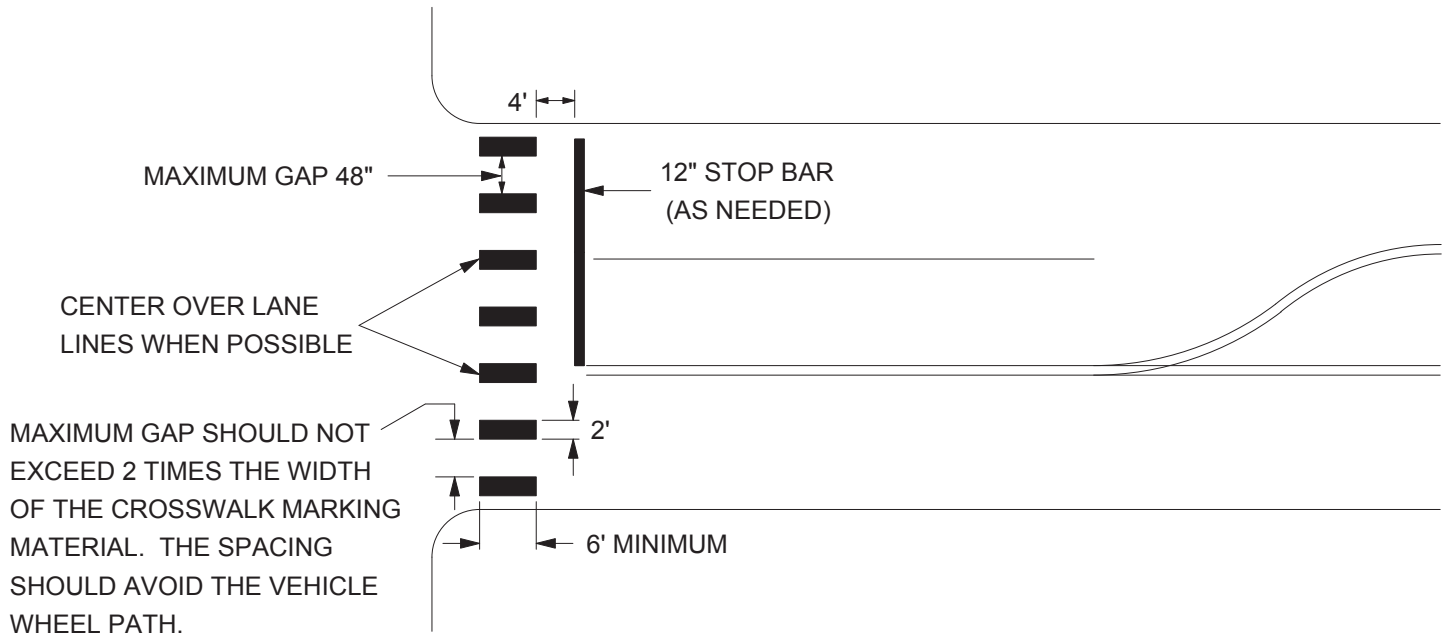 4'
MAXIMUM GAP 48"
12" STOP BAR
(AS NEEDED)
CENTER OVER LANE
LINES WHEN POSSIBLE
MAXIMUM GAP SHOULD NOT
EXCEED 2 TIMES THE WIDTH
OF THE CROSSWALK MARKING
MATERIAL.  THE SPACING
SHOULD AVOID THE VEHICLE
WHEEL PATH.
2'
6' MINIMUM